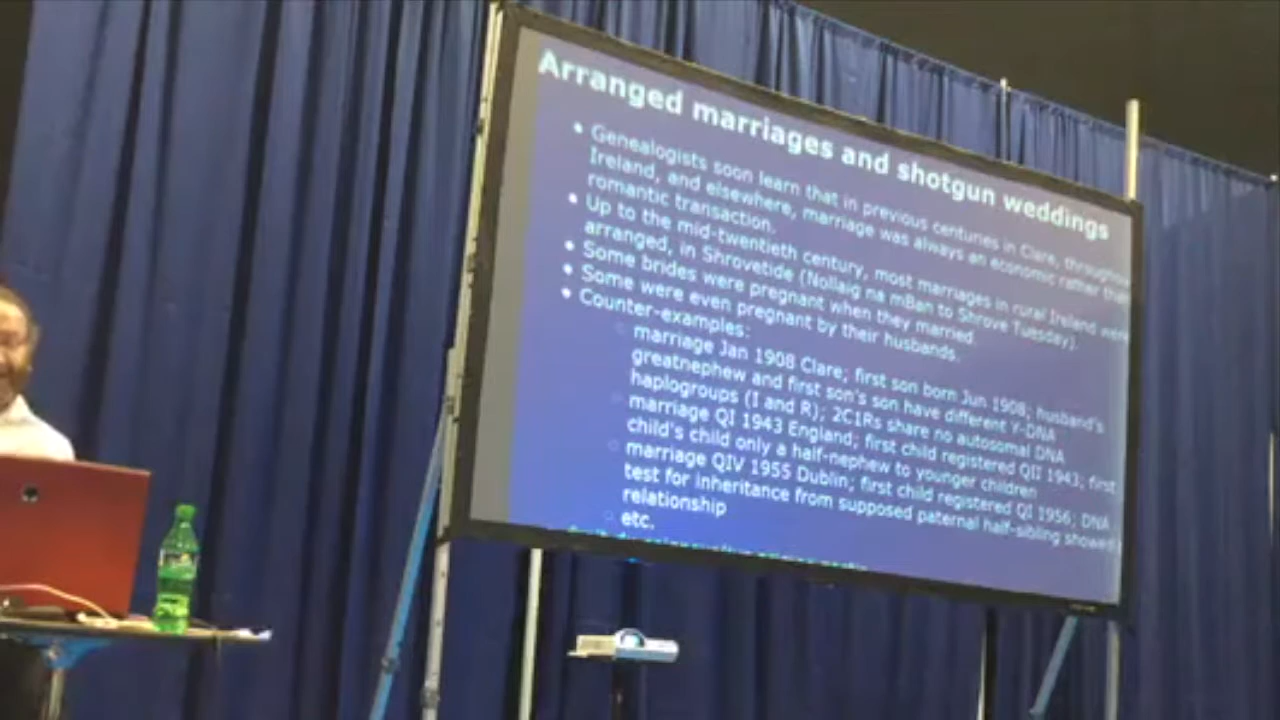 Arranged marriages and shotgun weddings
• Genealogists soon learn that in previous centuries in Clare, throughou
Ireland, and elsewhere, marriage was always an economic rather tha
romantic transaction.
• Up to the mid-twentieth century, most marriages in rural Ireland were
arranged, in Shrovetide (Nollaig na mBan to Shrove Tuesday).
• Some brides were pregnant when they married.
• Some were even pregnant by their husbands.
• Counter-examples:
marriage Jan 1908 Clare; first son born Jun 1908; husband's
greatnephew and first son's son have different Y-DNA
haplogroups (I and R); 2C1Rs share no autosomal DNA
marriage QI 1943 England; first child registered QII 1943; first
child's child only a half-nephew to younger children
marriage QIV 1955 Dublin; first child registered QI 1956; DNA
test for inheritance from supposed paternal half-sibling showed
relationship
etc.